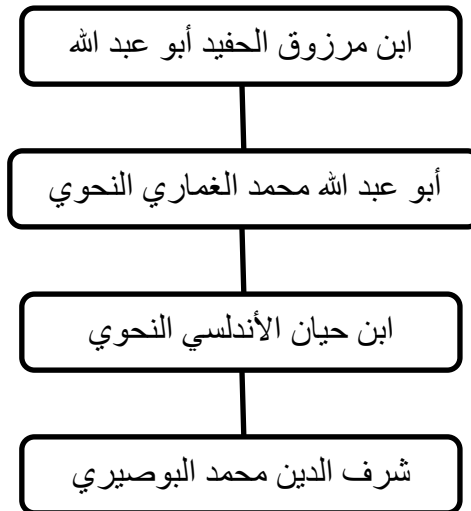 ابن مرزوق الحفيد أبو عبد الله
أبو عبد الله محمد الغماري النحوي
ابن حيان الأندلسي النحوي
شرف الدين محمد البوصيري